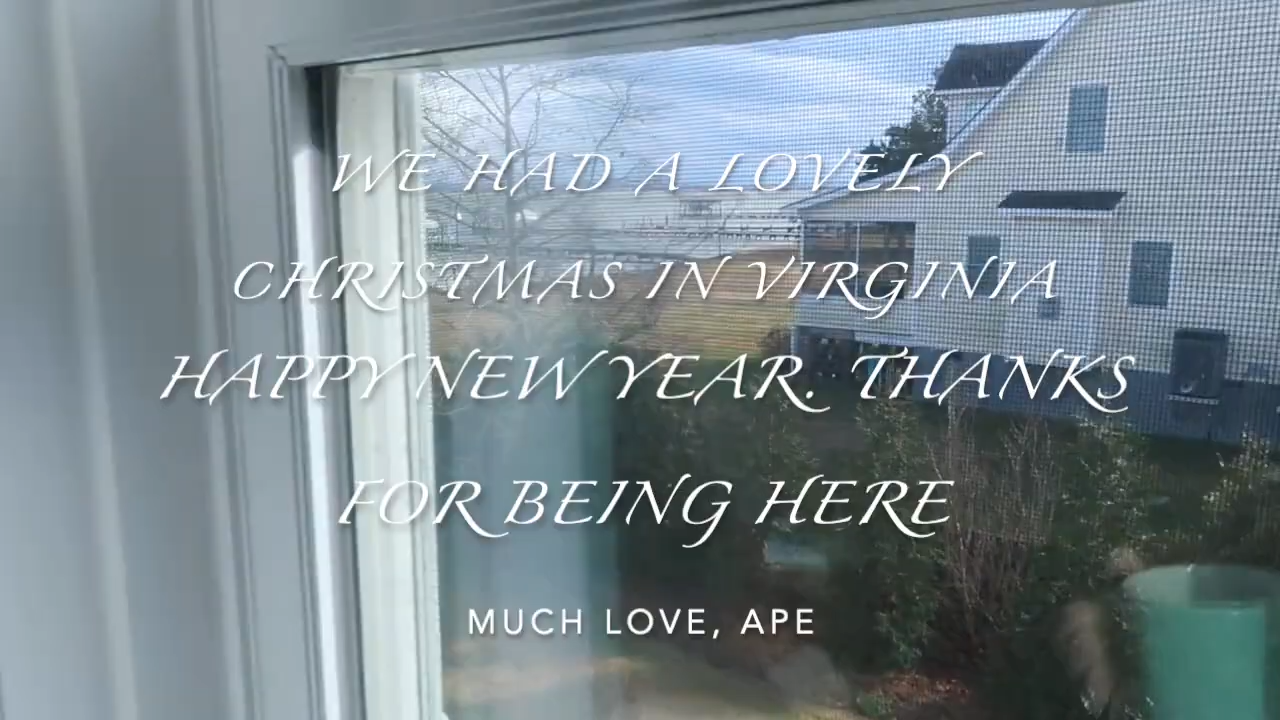 WE HAD A LOVELY
CHRISTMAS IN VIRGINIA
HAPPY NEW YEAR. THANKS
FOR BEING HERE
MUCH LOVE, APE